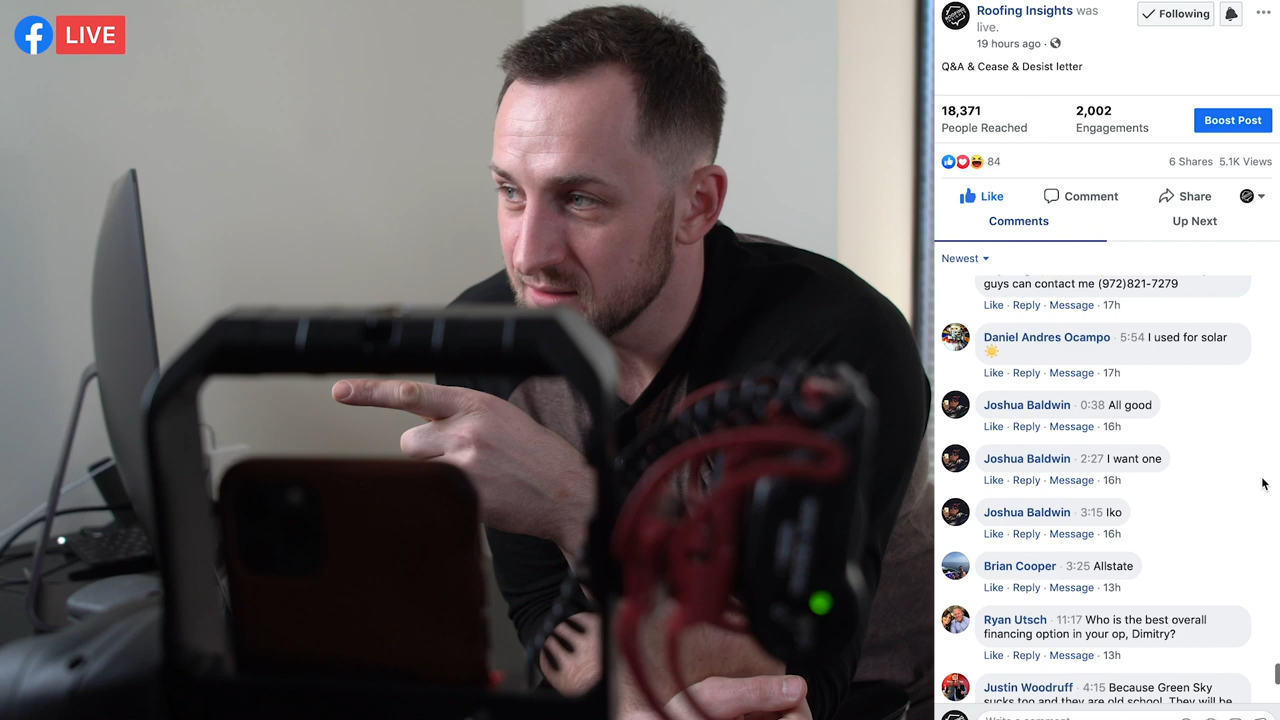 LIVE
Roofing Insights was
live.
19 hours ago ·
Following
Q&A & Cease & Desist letter
18,371
People Reached
2,002
Engagements
Boost Post
84
6 Shares 5.1K Views
Like
Comment
Share
Comments
Up Next
Newest
guys can contact me (972)821-7279
Like · Reply · Message · 17h
Daniel Andres Ocampo · 5:54 I used for solar
Like · Reply · Message · 17h
Joshua Baldwin · 0:38 All good
Like · Reply · Message · 16h
Joshua Baldwin · 2:27 I want one
Like · Reply · Message · 16h
Joshua Baldwin · 3:15 Iko
Like · Reply · Message · 16h
Brian Cooper · 3:25 Allstate
Like · Reply · Message · 13h
Ryan Utsch · 11:17 Who is the best overall
financing option in your op, Dimitry?
Like · Reply · Message · 13h
Justin Woodruff · 4:15 Because Green Sky
sucks too and they are old school. They will be
Write a comment